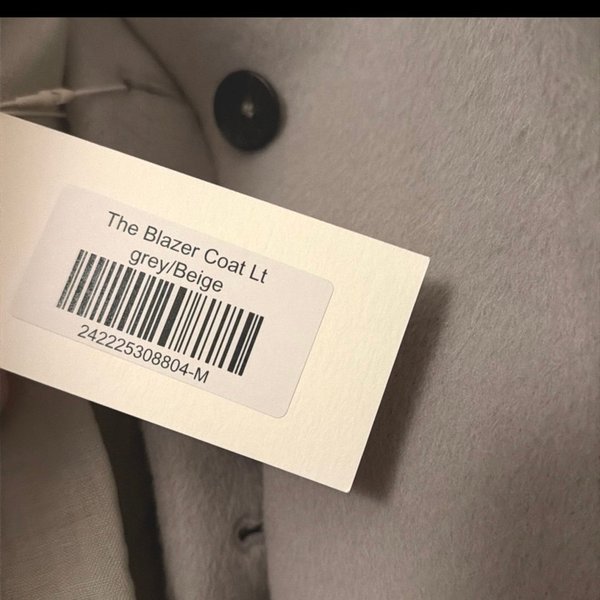 The Blazer Coat Lt
grey/Beige
242225308804-M